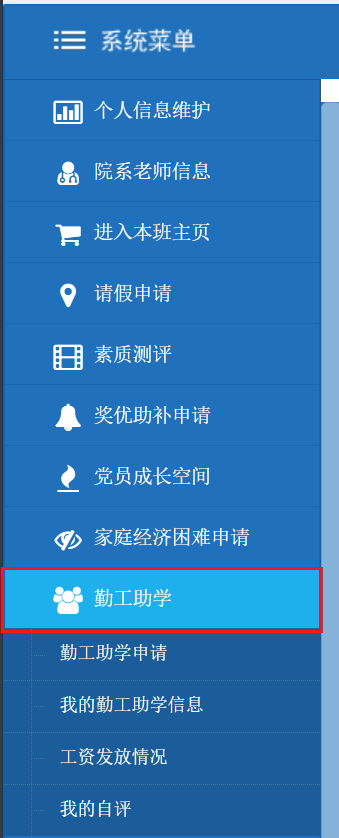 系统菜单
个人信息维护
院系老师信息
进入本班主页
请假申请
素质测评
奖优助补申请
党员成长空间
家庭经济困难申请
勤工助学
勤工助学申请
我的勤工助学信息
工资发放情况
我的自评